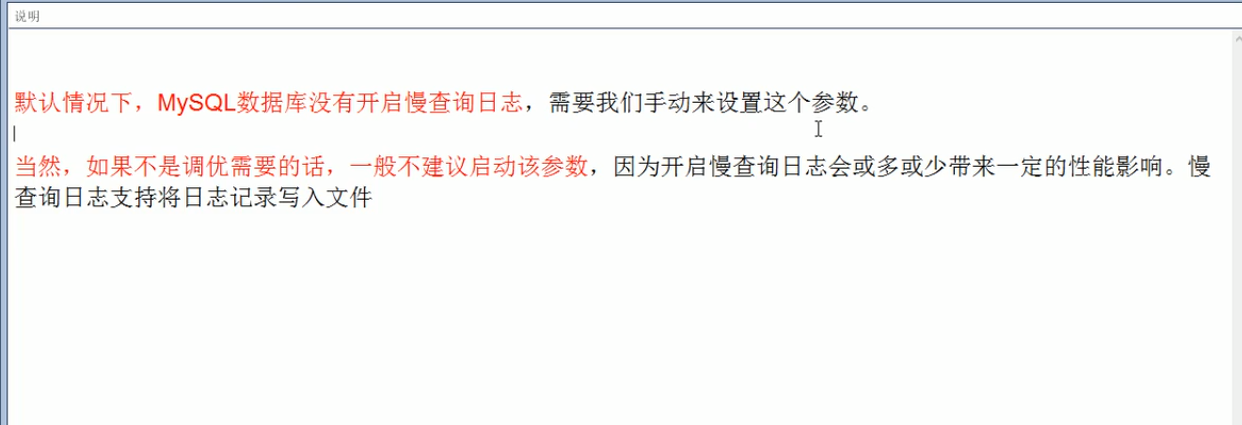 说明
默认情况下，MySQL数据库没有开启慢查询日志，需要我们手动来设置这个参数。
当然，如果不是调优需要的话，一般不建议启动该参数，因为开启慢查询日志会或多或少带来一定的性能影响。慢
查询日志支持将日志记录写入文件